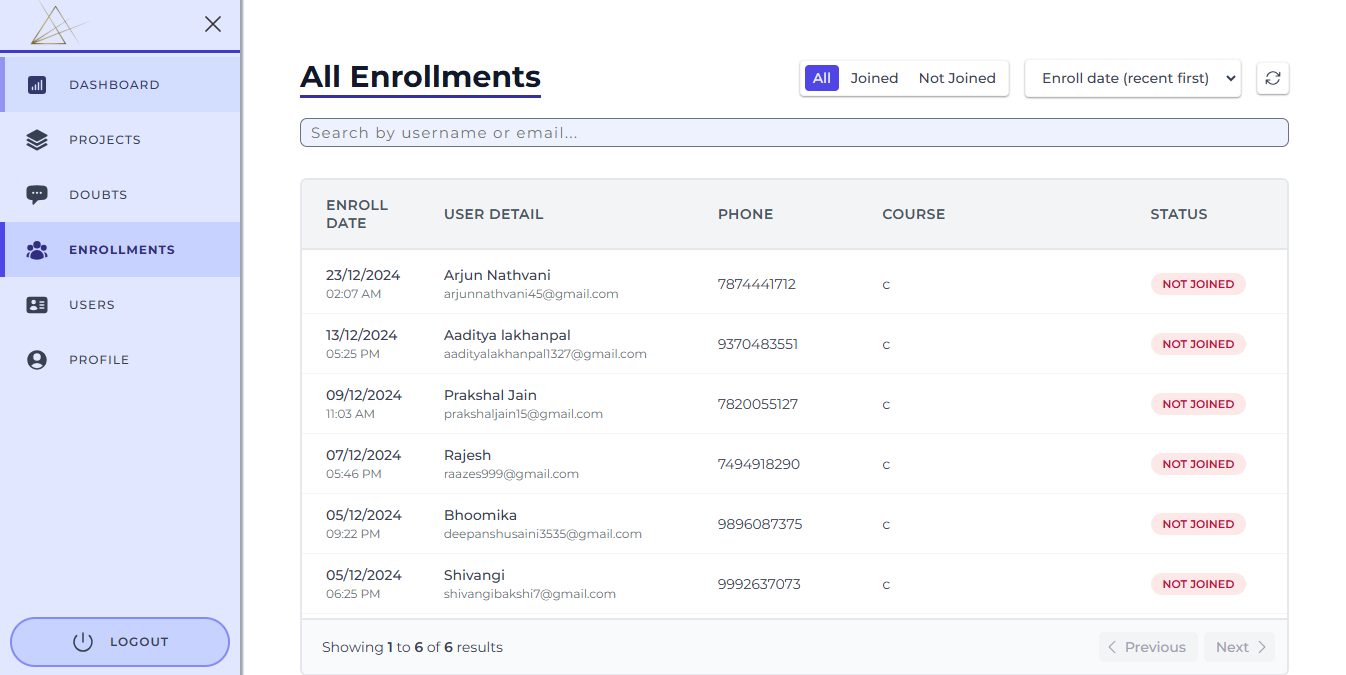 DASHBOARD
PROJECTS
DOUBTS
ENROLLMENTS
USERS
PROFILE
LOGOUT
All Enrollments
All Joined Not Joined Enroll date (recent first)
Search by username or email...
ENROLL DATE USER DETAIL PHONE COURSE STATUS
23/12/2024 Arjun Nathvani 7874441712 c NOT JOINED
02:07 AM arjunnathvani45@gmail.com
13/12/2024 Aaditya lakhanpal 9370483551 c NOT JOINED
05:25 PM aadityalakhanpal1327@gmail.com
09/12/2024 Prakshal Jain 7820055127 c NOT JOINED
11:03 AM prakshaljain15@gmail.com
07/12/2024 Rajesh 7494918290 c NOT JOINED
05:46 PM raazes999@gmail.com
05/12/2024 Bhoomika 9896087375 c NOT JOINED
09:22 PM deepanshusaini3535@gmail.com
05/12/2024 Shivangi 9992637073 c NOT JOINED
06:25 PM shivangibakshi7@gmail.com
Showing 1 to 6 of 6 results Previous Next